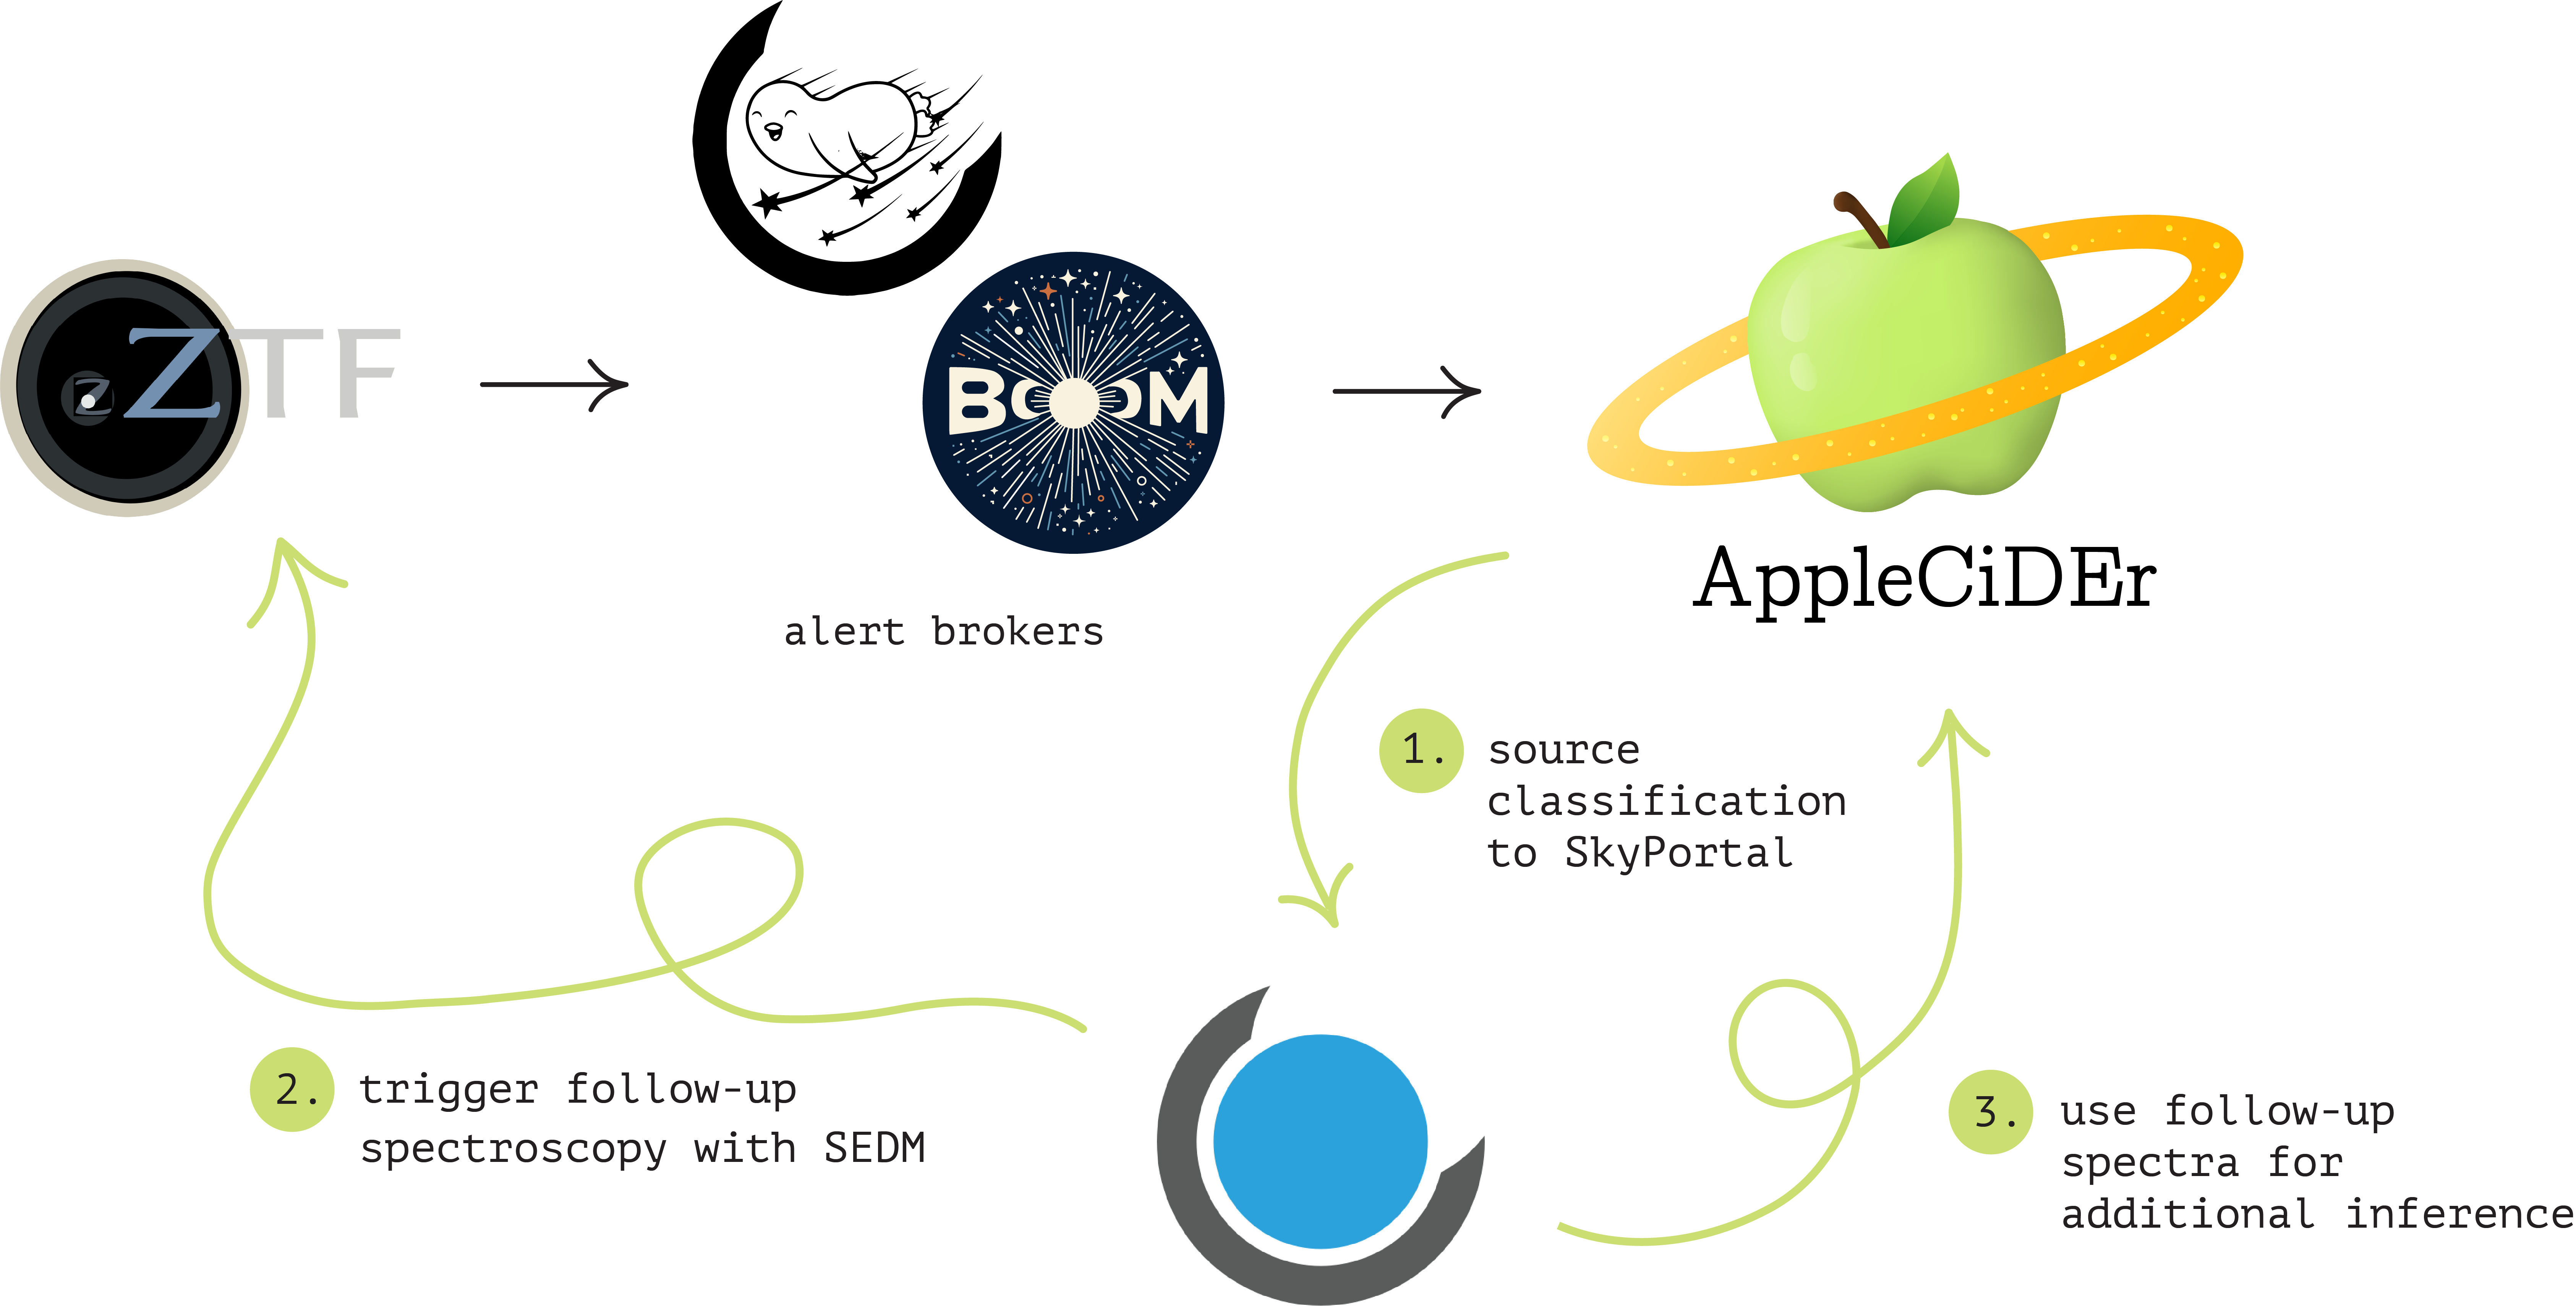 ZTF
z
BOOM
alert brokers
AppleCiDEr
1. source
classification
to SkyPortal
2. trigger follow-up
spectroscopy with SEDM
3. use follow-up
spectra for
additional inference